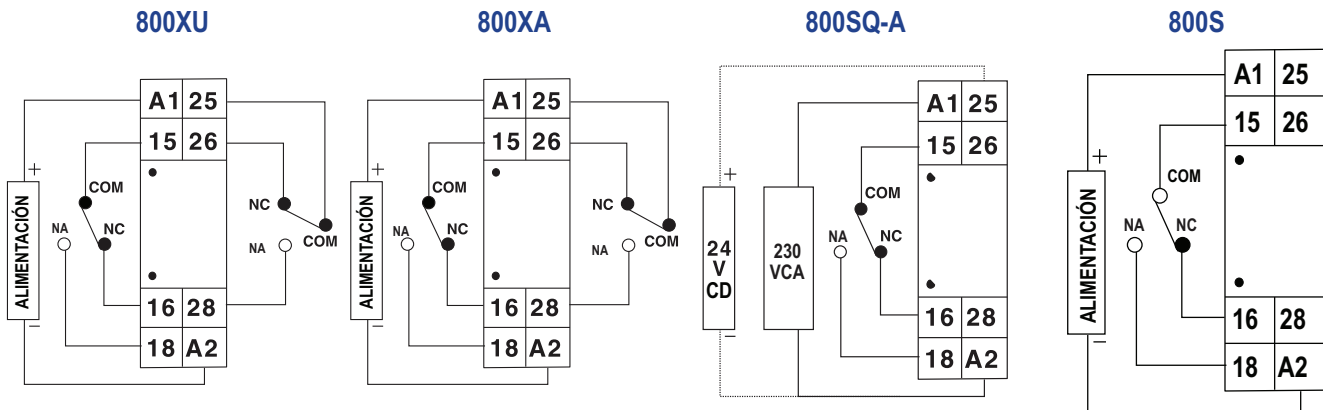 800XU
A1 25
15 26
+
ALIMENTACIÓN
COM
NA
NC
NC
NA
COM
–
16 28
18 A2
800XA
A1 25
15 26
+
ALIMENTACIÓN
COM
NA
NC
NC
NA
COM
–
16 28
18 A2
800SQ-A
A1 25
15 26
+
24
V
CD
–
230
VCA
COM
NA
NC
16 28
18 A2
800S
A1 25
15 26
+
ALIMENTACIÓN
COM
NA
NC
–
16 28
18 A2